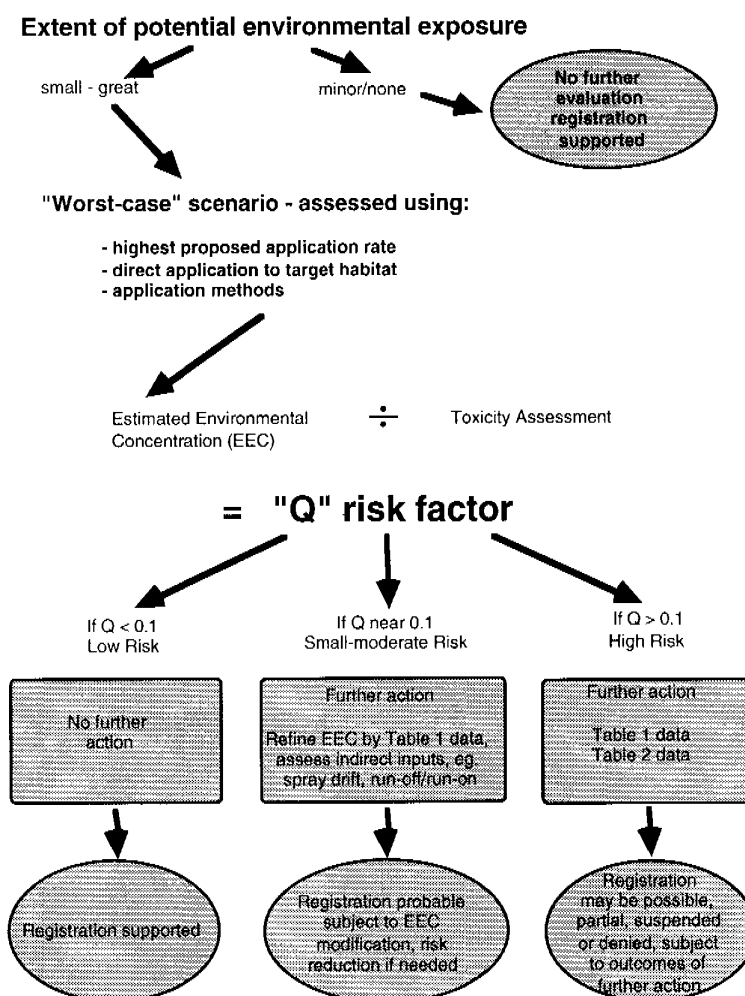 Extent of potential environmental exposure
small - great
minor/none
No further
evaluation
registration
supported
"Worst-case" scenario - assessed using:
- highest proposed application rate
- direct application to target habitat
- application methods
Estimated Environmental
Concentration (EEC)
÷
Toxicity Assessment
= "Q" risk factor
If Q < 0.1
Low Risk
If Q near 0.1
Small-moderate Risk
If Q > 0.1
High Risk
No further
action
Further action
Refine EEC by Table 1 data,
assess indirect inputs, eg.
spray drift, run-off/run-on
Further action
Table 1 data
Table 2 data
Registration supported
Registration probable
subject to EEC
modification, risk
reduction if needed
Registration
may be possible,
partial, suspended
or denied, subject
to outcomes of
further action